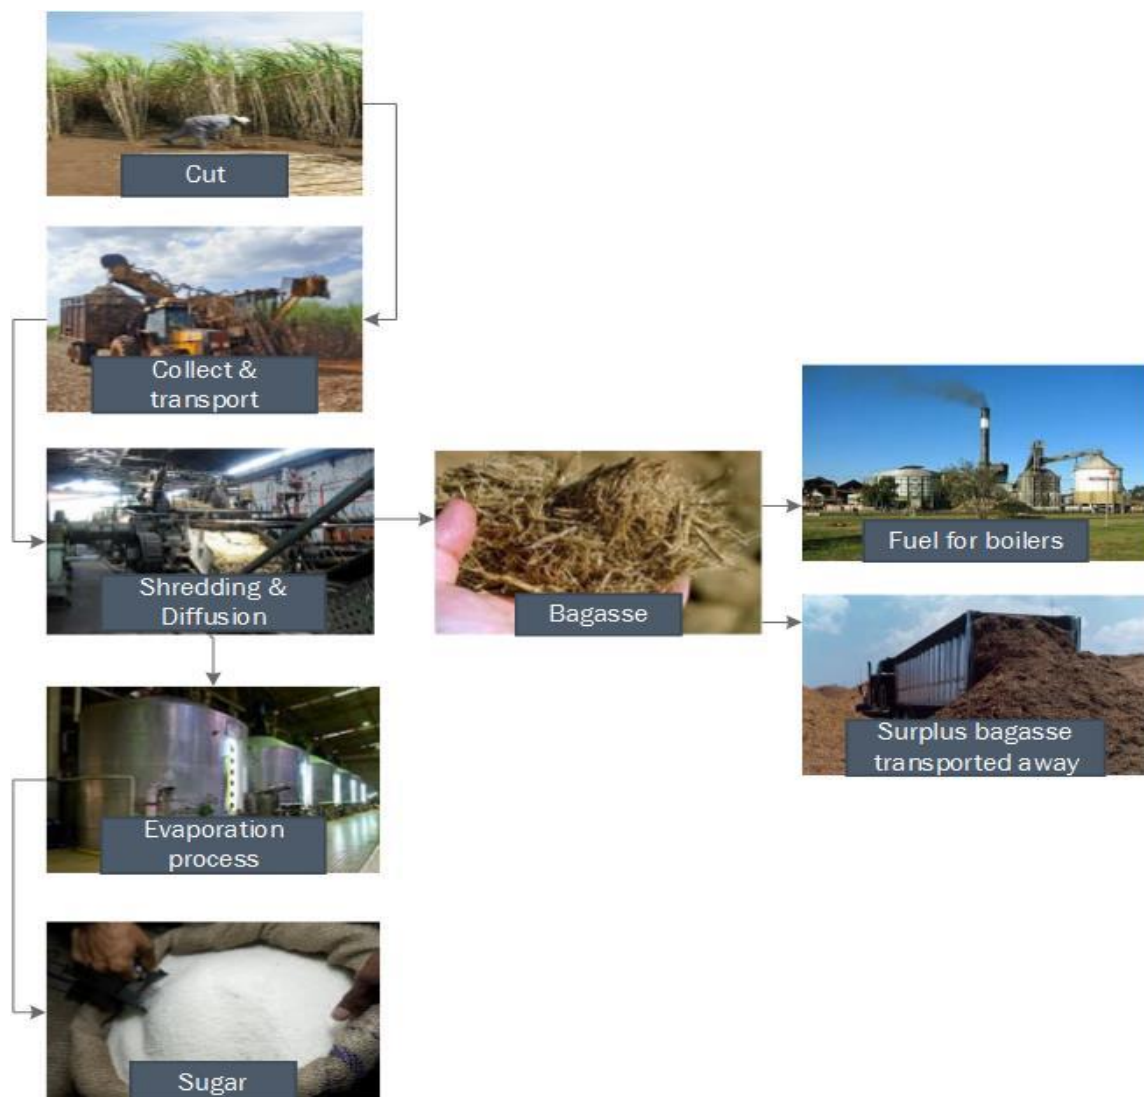 Cut
Collect &
transport
Shredding &
Diffusion
Bagasse
Fuel for boilers
Surplus bagasse
transported away
Evaporation
process
Sugar